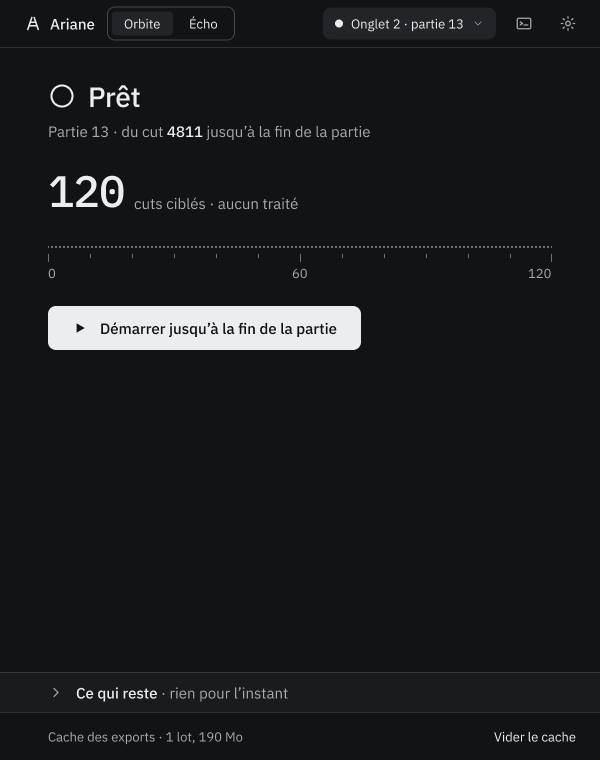 Ariane Orbite Écho Onglet 2 · partie 13
Prêt
Partie 13 · du cut 4811 jusqu’à la fin de la partie
120 cuts ciblés · aucun traité
0 60 120
Démarrer jusqu’à la fin de la partie
Ce qui reste · rien pour l’instant
Cache des exports · 1 lot, 190 Mo Vider le cache